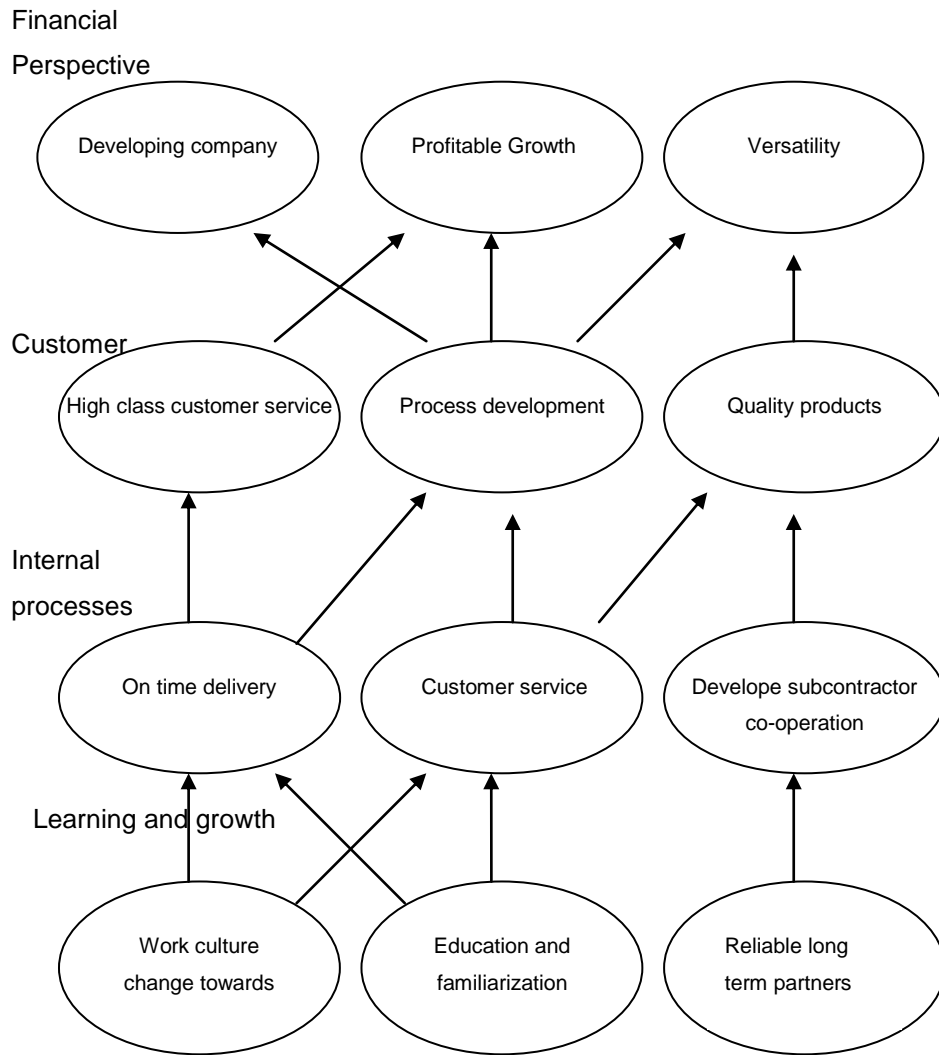 Financial
Perspective
Developing company
Profitable Growth
Versatility
Customer
High class customer service
Process development
Quality products
Internal
processes
On time delivery
Customer service
Develope subcontractor
co-operation
Learning and growth
Work culture
change towards
Education and
familiarization
Reliable long
term partners